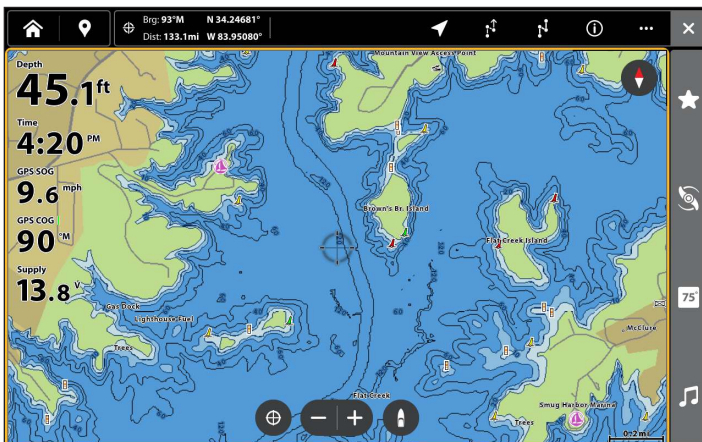 Brg: 93°M N 34.24681°
Dist: 133.1mi W 83.95080°
Mountain View Access Point
Depth
45.1ft
Time
4:20 PM
GPS SOG
9.6 mph
GPS COG
90 °M
Supply
13.8 V
Brown's Br. Island
Flat Creek Island
75°
Gas Dock
Lighthouse Fuel
McClure
Trees
Flat Creek
Smug Harbor Marina
Trees
0.2mi